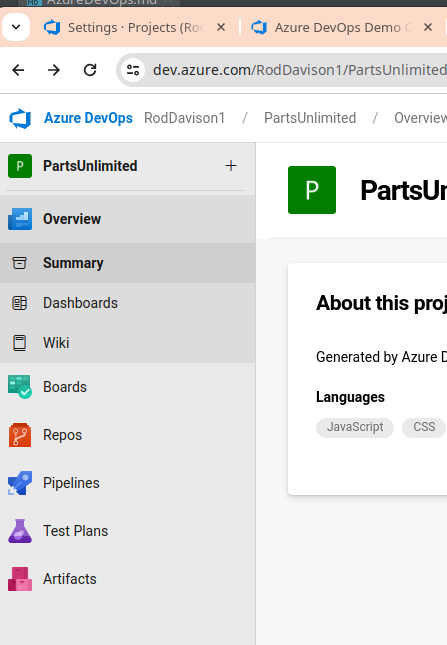 AzureDevOps.md
Settings · Projects (Ro
Azure DevOps Demo G
dev.azure.com/RodDavison1/PartsUnlimited
Azure DevOps RodDavison1 / PartsUnlimited / Overview
P PartsUnlimited +
P PartsUn
Overview
Summary
Dashboards
Wiki
Boards
Repos
Pipelines
Test Plans
Artifacts
About this proj
Generated by Azure D
Languages
JavaScript CSS